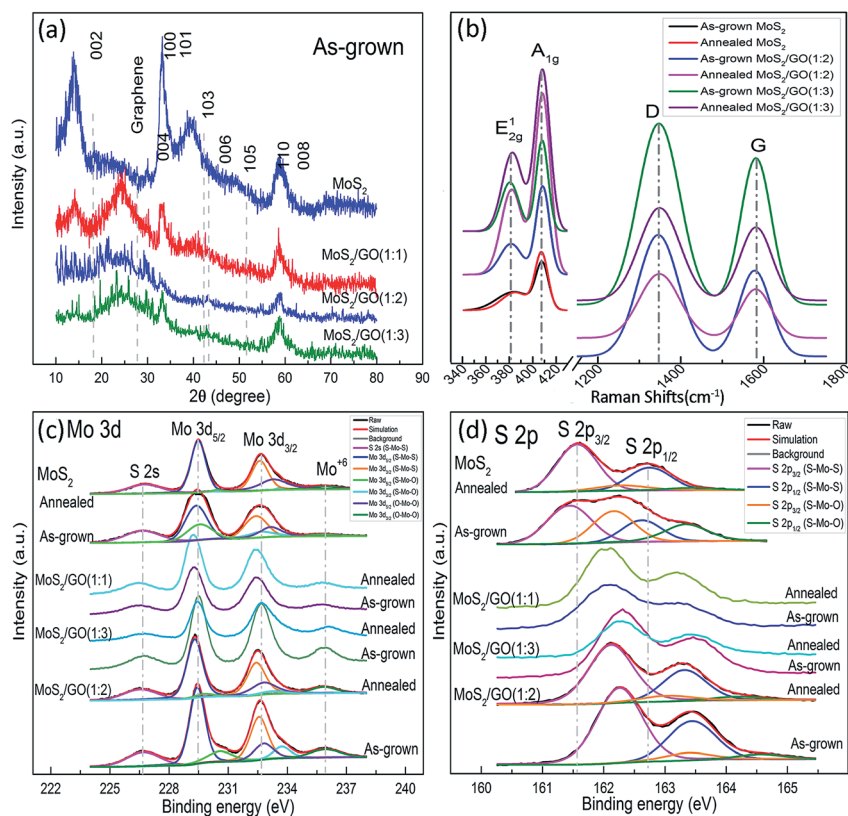 (a)
As-grown
002
Graphene
100
101
004
103
006
105
110
008
MoS2
MoS2/GO(1:1)
MoS2/GO(1:2)
MoS2/GO(1:3)
Intensity (a.u.)
10 20 30 40 50 60 70 80 90
2θ (degree)
(b)
As-grown MoS2
Annealed MoS2
As-grown MoS2/GO(1:2)
Annealed MoS2/GO(1:2)
As-grown MoS2/GO(1:3)
Annealed MoS2/GO(1:3)
A1g
E12g
D
G
Intensity (a.u.)
340 360 380 400 420 1200 1400 1600 1800
Raman Shifts(cm-1)
(c) Mo 3d
Mo 3d5/2
S 2s
Mo 3d3/2
Mo+6
Raw
Simulation
Background
S 2s (S-Mo-S)
Mo 3d5/2 (S-Mo-S)
Mo 3d3/2 (S-Mo-S)
Mo 3d5/2 (S-Mo-O)
Mo 3d3/2 (S-Mo-O)
Mo 3d5/2 (O-Mo-O)
Mo 3d3/2 (O-Mo-O)
MoS2
Annealed
As-grown
MoS2/GO(1:1)
Annealed
As-grown
MoS2/GO(1:3)
Annealed
As-grown
MoS2/GO(1:2)
Annealed
As-grown
Intensity (a.u.)
222 225 228 231 234 237 240
Binding energy (eV)
(d) S 2p
S 2p3/2
S 2p1/2
Raw
Simulation
Background
S 2p3/2 (S-Mo-S)
S 2p1/2 (S-Mo-S)
S 2p3/2 (S-Mo-O)
S 2p1/2 (S-Mo-O)
MoS2
Annealed
As-grown
MoS2/GO(1:1)
Annealed
As-grown
MoS2/GO(1:3)
Annealed
As-grown
MoS2/GO(1:2)
Annealed
As-grown
Intensity (a.u.)
160 161 162 163 164 165
Binding energy (eV)